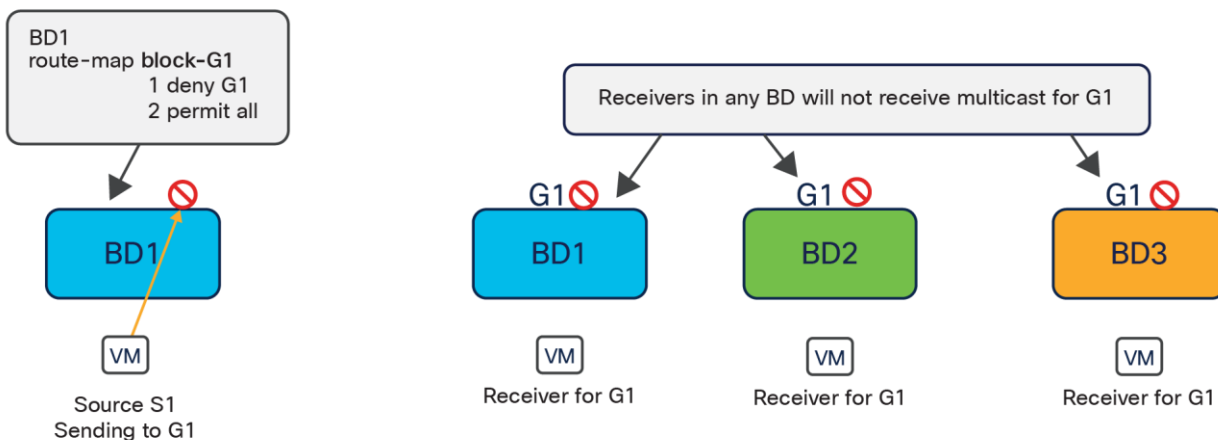 BD1
route-map block-G1
1 deny G1
2 permit all
BD1
VM
Source S1
Sending to G1
Receivers in any BD will not receive multicast for G1
G1
BD1
VM
Receiver for G1
G1
BD2
VM
Receiver for G1
G1
BD3
VM
Receiver for G1